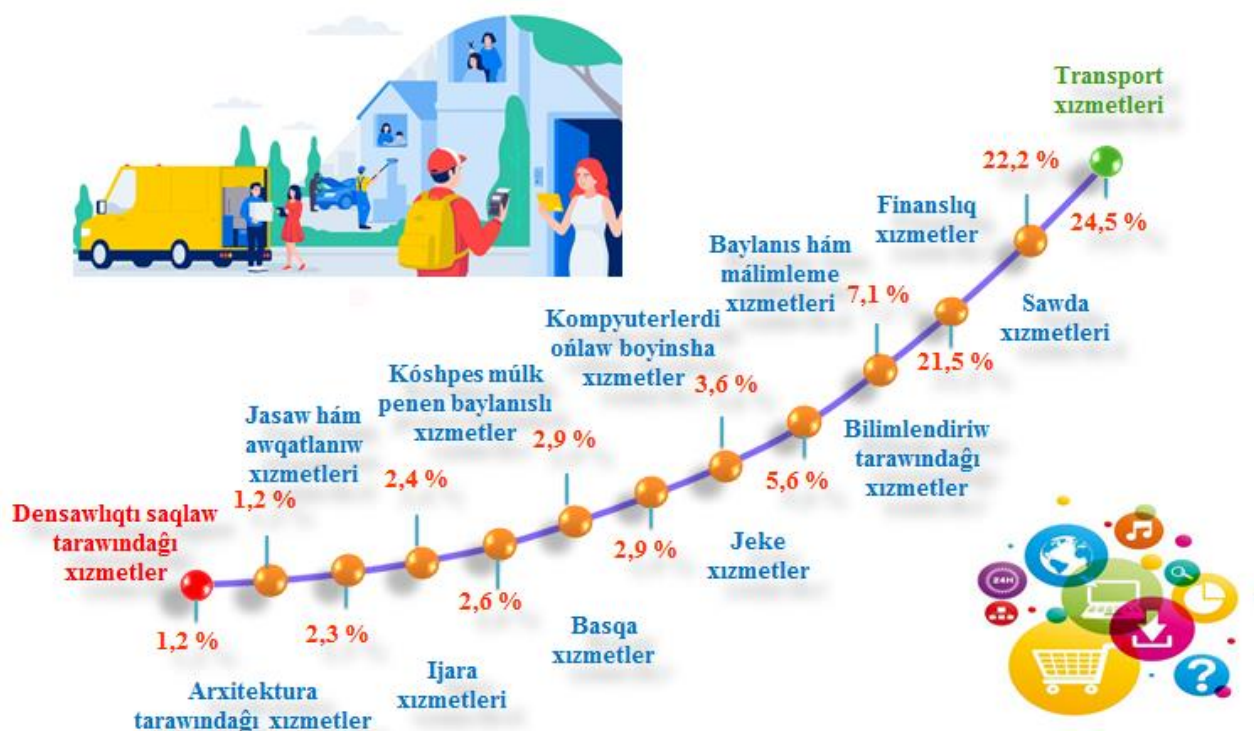 Transport
xızmetleri
22,2 %
24,5 %
Finanslıq
xızmetler
Baylanıs hám
málimleme
xızmetleri
7,1 %
21,5 %
Sawda
xızmetleri
Kompyuterlerdi
ońlaw boyinsha
xızmetler
3,6 %
5,6 %
Bilimlendiriw
tarawındaǵı
xızmetler
Kóshpes múlk
penen baylanıslı
xızmetler
2,9 %
2,9 %
Jeke
xızmetler
Jasaw hám
awqatlanıw
xızmetleri
2,4 %
2,6 %
Basqa
xızmetler
Densawlıqtı saqlaw
tarawındaǵı
xızmetler
1,2 %
1,2 %
2,3 %
Ijara
xızmetleri
Arxitektura
tarawındaǵı xızmetler
24H
?